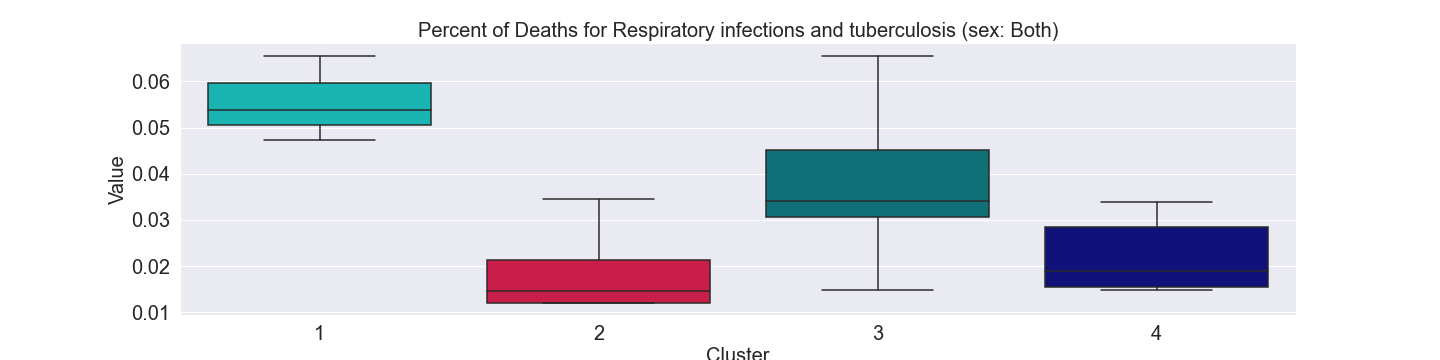 Percent of Deaths for Respiratory infections and tuberculosis (sex: Both)
0.06
0.05
0.04
0.03
0.02
0.01
Value
1 2 3 4
Cluster